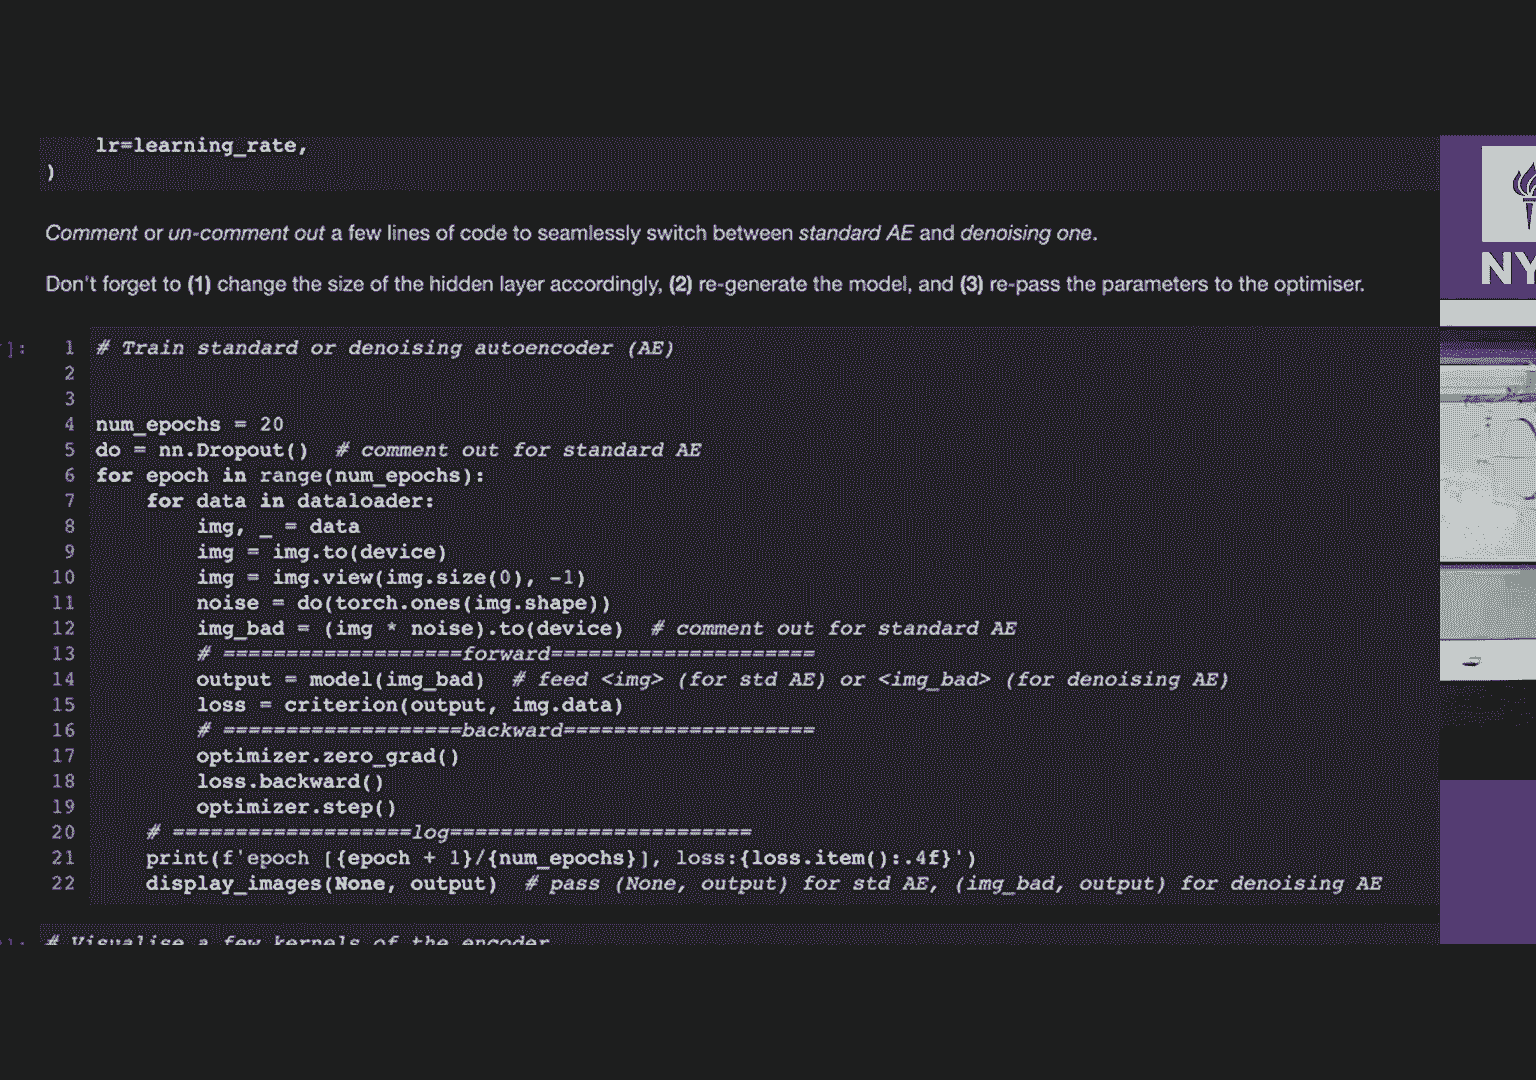 lr=learning_rate,
)
Comment or un-comment out a few lines of code to seamlessly switch between standard AE and denoising one.
Don't forget to (1) change the size of the hidden layer accordingly, (2) re-generate the model, and (3) re-pass the parameters to the optimiser.
]:
1 # Train standard or denoising autoencoder (AE)
2
3
4 num_epochs = 20
5 do = nn.Dropout()  # comment out for standard AE
6 for epoch in range(num_epochs):
7     for data in dataloader:
8         img, _ = data
9         img = img.to(device)
10         img = img.view(img.size(0), -1)
11         noise = do(torch.ones(img.shape))
12         img_bad = (img * noise).to(device)  # comment out for standard AE
13         # ===================forward=====================
14         output = model(img_bad)  # feed <img> (for std AE) or <img_bad> (for denoising AE)
15         loss = criterion(output, img.data)
16         # ===================backward====================
17         optimizer.zero_grad()
18         loss.backward()
19         optimizer.step()
20     # ===================log========================
21     print(f'epoch [{epoch + 1}/{num_epochs}], loss:{loss.item():.4f}')
22     display_images(None, output)  # pass (None, output) for std AE, (img_bad, output) for denoising AE
# Visualise a few kernels of the encoder
NY